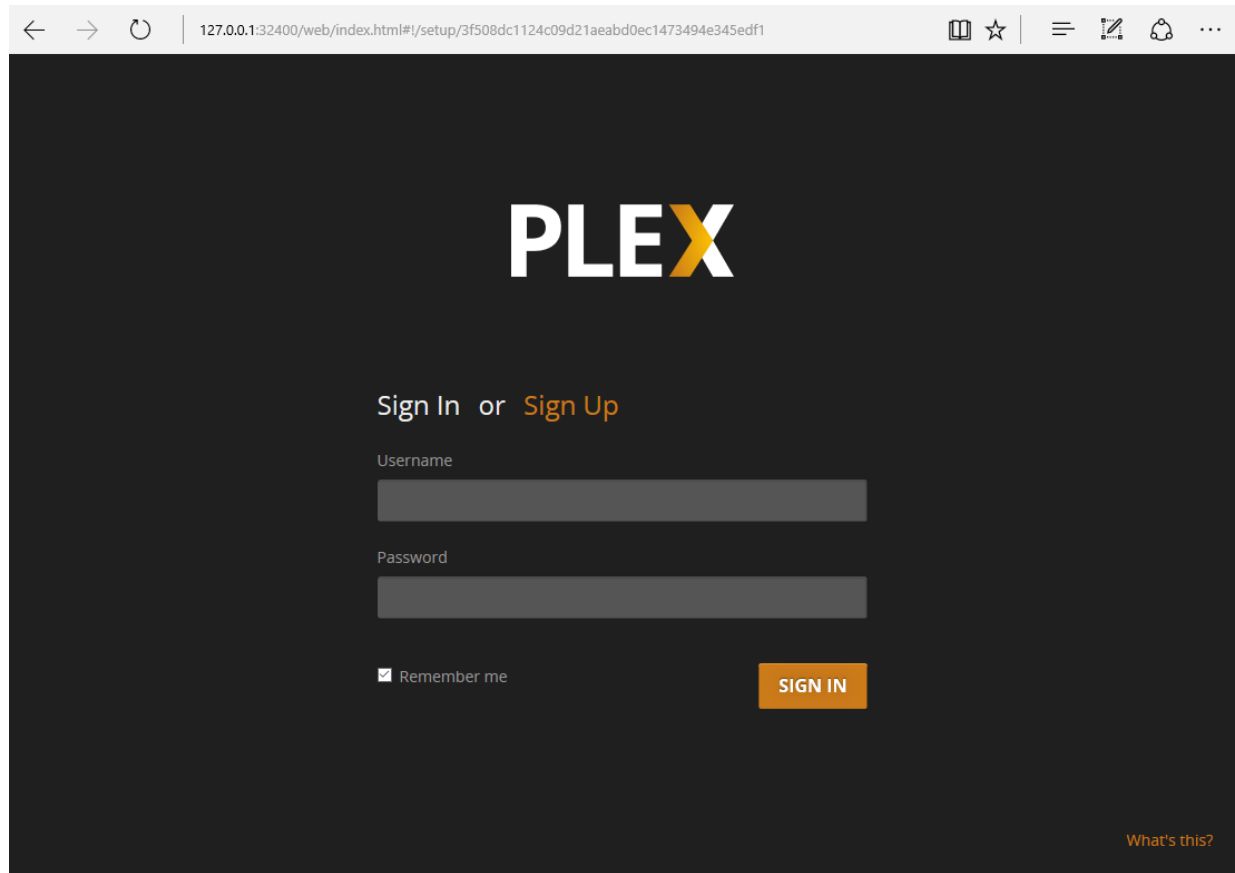 127.0.0.1:32400/web/index.html#!/setup/3f508dc1124c09d21aeabd0ec1473494e345edf1
PLEX
Sign In or Sign Up
Username
Password
Remember me
SIGN IN
What's this?